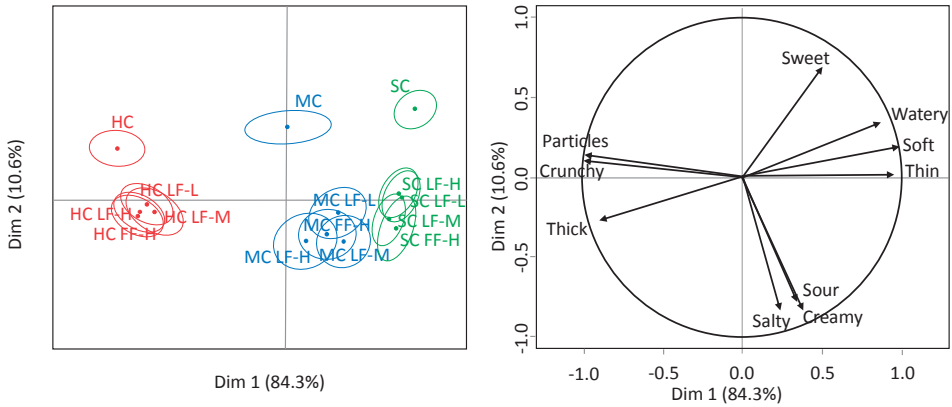 HC
MC
SC
HC LF-L
HC LF-H
HC LF-M
HC FF-H
MC LF-L
MC FF-H
MC LF-H
MC LF-M
SC LF-H
SC LF-L
SC LF-M
SC FF-H
Dim 2 (10.6%)
Dim 1 (84.3%)
1.0
0.5
0.0
-0.5
-1.0
Dim 2 (10.6%)
Sweet
Watery
Soft
Thin
Particles
Crunchy
Thick
Sour
Salty
Creamy
-1.0 -0.5 0.0 0.5 1.0
Dim 1 (84.3%)